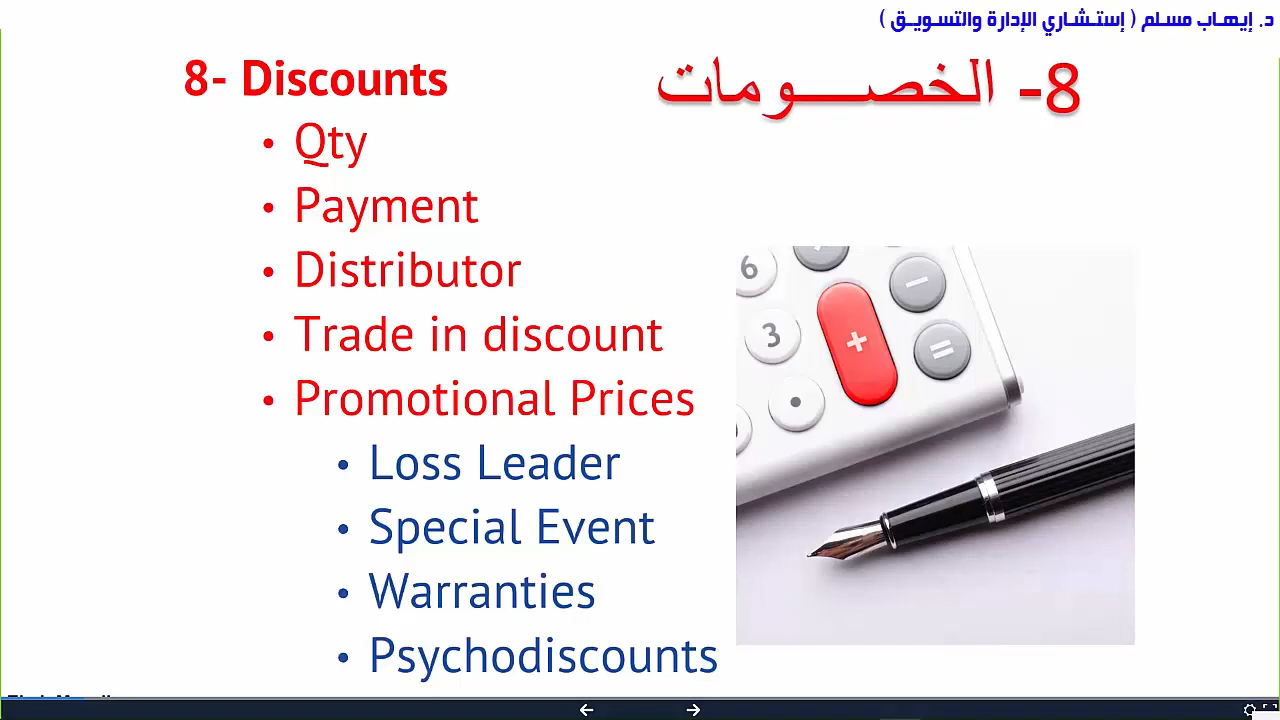 د. إيهاب مسلم ( إستشاري الإدارة والتسويق )
8- Discounts
8- الخصومات
• Qty
• Payment
• Distributor
• Trade in discount
• Promotional Prices
• Loss Leader
• Special Event
• Warranties
• Psychodiscounts
6
3
+
−
=
•